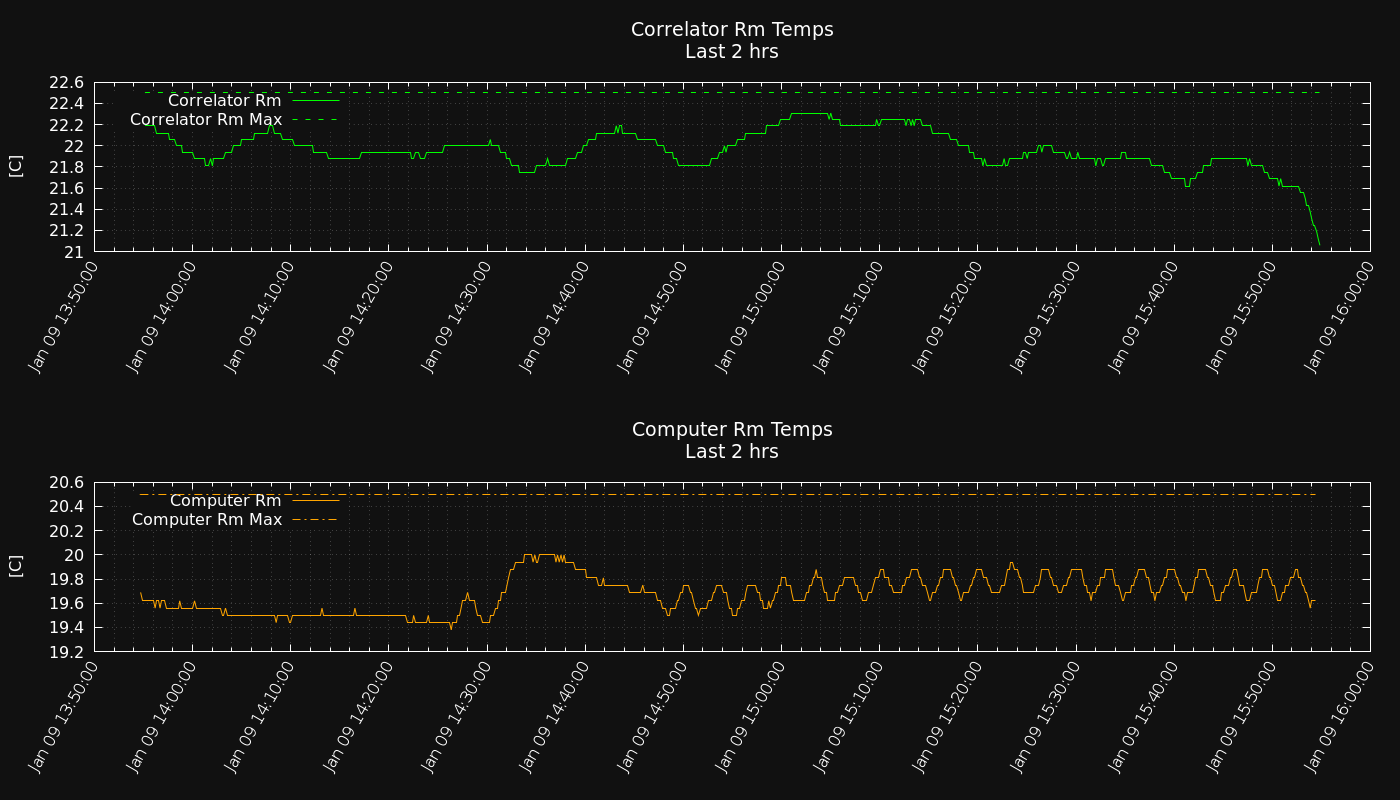 Correlator Rm Temps
Last 2 hrs
22.6
22.4
22.2
22
21.8
21.6
21.4
21.2
21
[C]
Correlator Rm
Correlator Rm Max
Jan 09 13:50:00
Jan 09 14:00:00
Jan 09 14:10:00
Jan 09 14:20:00
Jan 09 14:30:00
Jan 09 14:40:00
Jan 09 14:50:00
Jan 09 15:00:00
Jan 09 15:10:00
Jan 09 15:20:00
Jan 09 15:30:00
Jan 09 15:40:00
Jan 09 15:50:00
Jan 09 16:00:00
Computer Rm Temps
Last 2 hrs
20.6
20.4
20.2
20
19.8
19.6
19.4
19.2
[C]
Computer Rm
Computer Rm Max
Jan 09 13:50:00
Jan 09 14:00:00
Jan 09 14:10:00
Jan 09 14:20:00
Jan 09 14:30:00
Jan 09 14:40:00
Jan 09 14:50:00
Jan 09 15:00:00
Jan 09 15:10:00
Jan 09 15:20:00
Jan 09 15:30:00
Jan 09 15:40:00
Jan 09 15:50:00
Jan 09 16:00:00